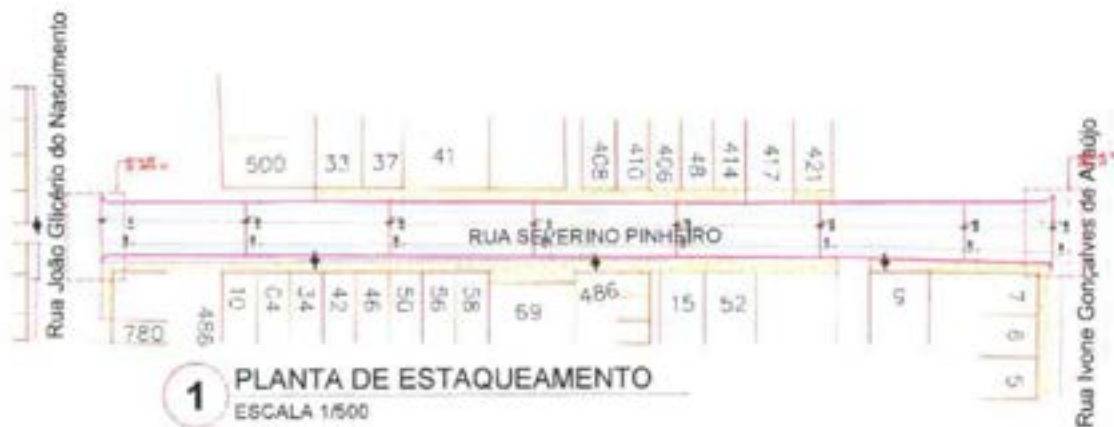 Rua João Glicério do Nascimento
500 33 37 41 408 410 406 48 414 417 421
RUA SEVERINO PINHEIRO
780 486 10 04 34 42 46 50 56 58 69 486 15 52 5 7 6 5
Rua Ivone Gonçalves de Araújo
1 PLANTA DE ESTAQUEAMENTO
ESCALA 1/500